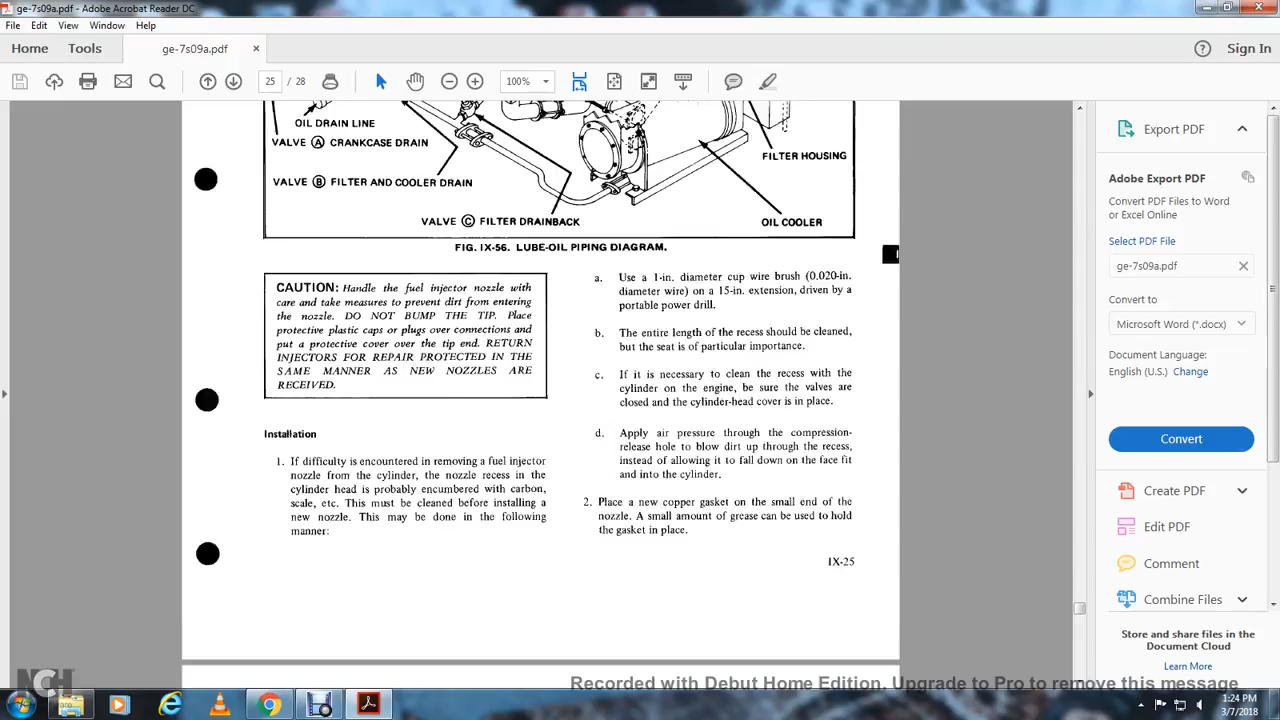 ge-7s09a.pdf - Adobe Acrobat Reader DC
File Edit View Window Help
Home Tools ge-7s09a.pdf × Sign In
25 / 28 100%
OIL DRAIN LINE
VALVE Ⓐ CRANKCASE DRAIN
FILTER HOUSING
VALVE Ⓑ FILTER AND COOLER DRAIN
VALVE Ⓒ FILTER DRAINBACK
OIL COOLER
FIG. IX-56. LUBE-OIL PIPING DIAGRAM.
CAUTION: Handle the fuel injector nozzle with
care and take measures to prevent dirt from entering
the nozzle. DO NOT BUMP THE TIP. Place
protective plastic caps or plugs over connections and
put a protective cover over the tip end. RETURN
INJECTORS FOR REPAIR PROTECTED IN THE
SAME MANNER AS NEW NOZZLES ARE
RECEIVED.
Installation
1. If difficulty is encountered in removing a fuel injector
nozzle from the cylinder, the nozzle recess in the
cylinder head is probably encumbered with carbon,
scale, etc. This must be cleaned before installing a
new nozzle. This may be done in the following
manner:
a. Use a 1-in. diameter cup wire brush (0.020-in.
diameter wire) on a 15-in. extension, driven by a
portable power drill.
b. The entire length of the recess should be cleaned,
but the seat is of particular importance.
c. If it is necessary to clean the recess with the
cylinder on the engine, be sure the valves are
closed and the cylinder-head cover is in place.
d. Apply air pressure through the compression-
release hole to blow dirt up through the recess,
instead of allowing it to fall down on the face fit
and into the cylinder.
2. Place a new copper gasket on the small end of the
nozzle. A small amount of grease can be used to hold
the gasket in place.
IX-25
Export PDF
Adobe Export PDF
Convert PDF Files to Word
or Excel Online
Select PDF File
ge-7s09a.pdf
Convert to
Microsoft Word (*.docx)
Document Language:
English (U.S.) Change
Convert
Create PDF
Edit PDF
Comment
Combine Files
Store and share files in the
Document Cloud
Learn More
NCH
Recorded with Debut Home Edition. Upgrade to Pro to remove this message
1:24 PM
3/7/2018